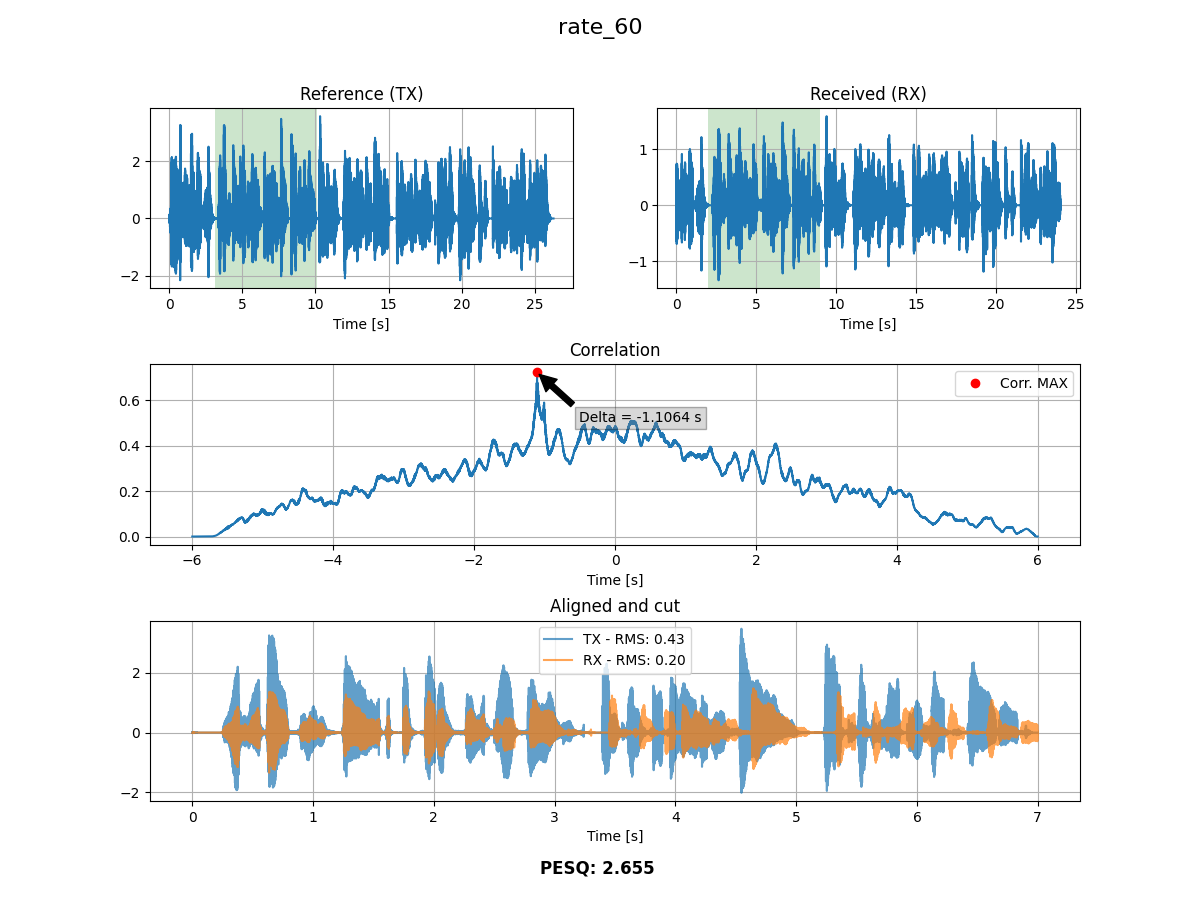 rate_60
Reference (TX)
2
0
−2
0 5 10 15 20 25
Time [s]
Received (RX)
1
0
−1
0 5 10 15 20 25
Time [s]
Correlation
0.6
0.4
0.2
0.0
Corr. MAX
Delta = -1.1064 s
−6 −4 −2 0 2 4 6
Time [s]
Aligned and cut
TX - RMS: 0.43
RX - RMS: 0.20
2
0
−2
0 1 2 3 4 5 6 7
Time [s]
PESQ: 2.655